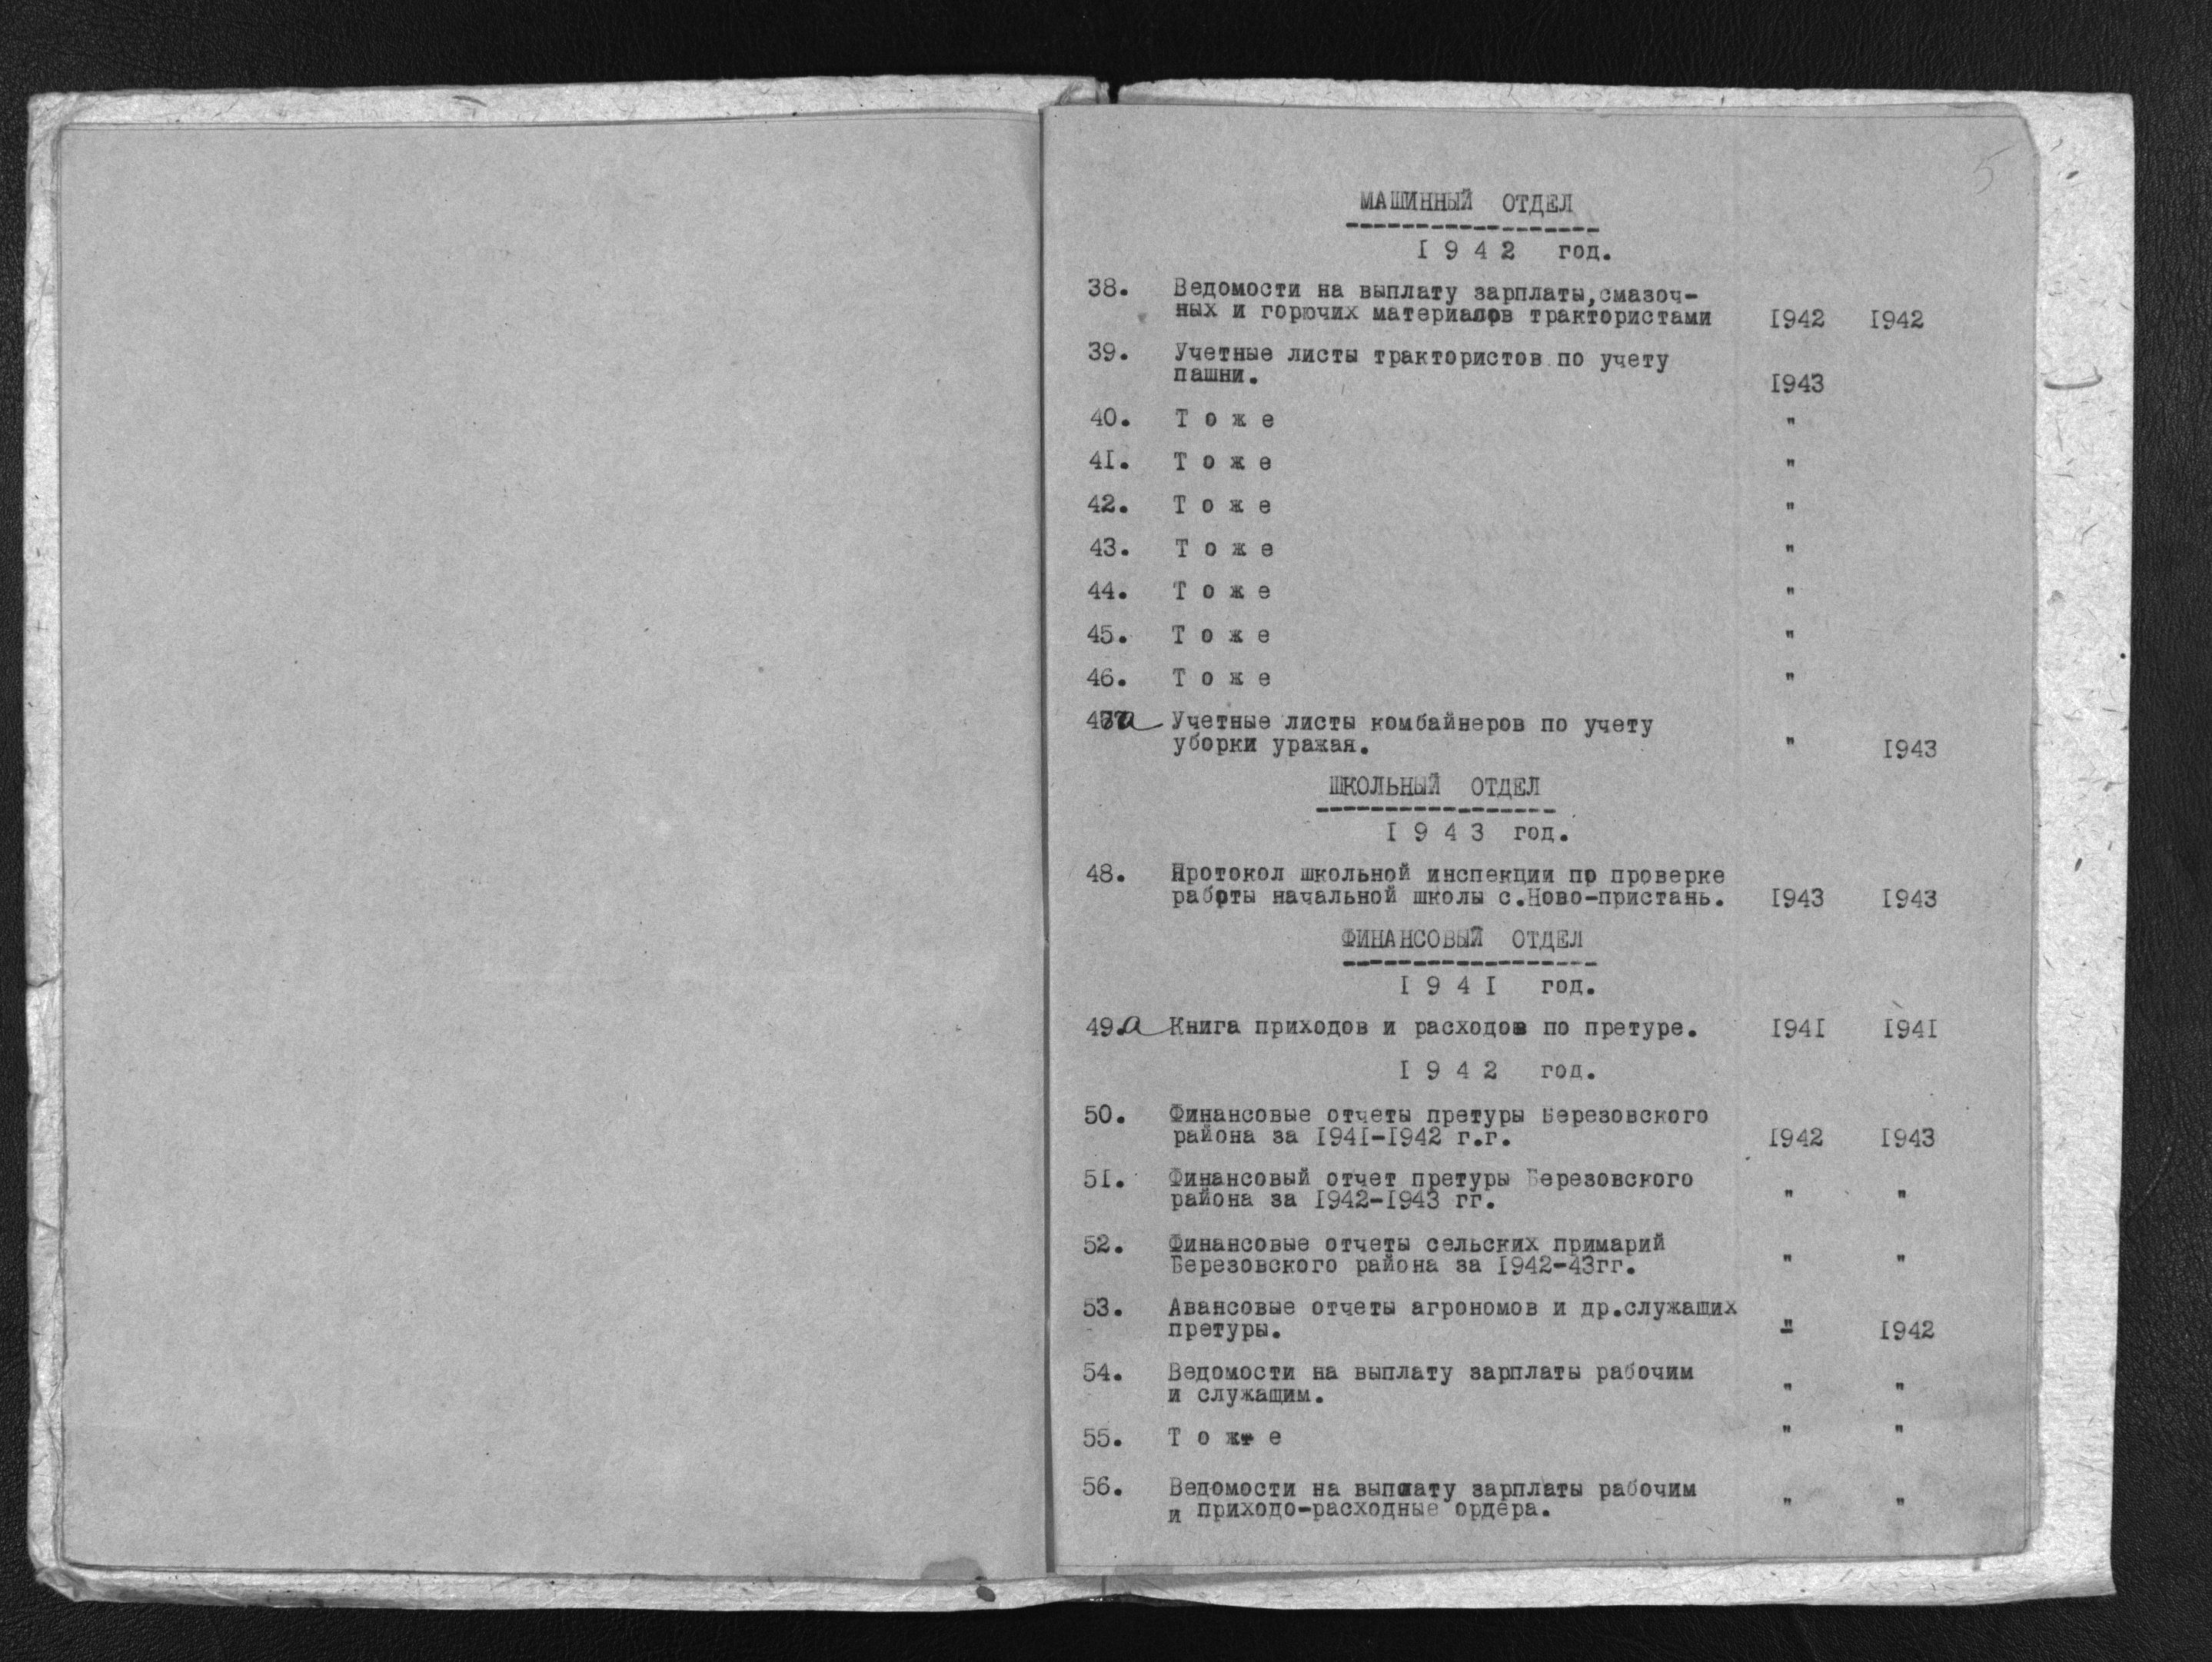 5
МАШИННЫЙ ОТДЕЛ
1942 год.
38. Ведомости на выплату зарплаты,смазоч-
ных и горючих материалов трактористами 1942 1942
39. Учетные листы трактористов по учету
пашни. 1943
40. Тоже "
41. Тоже "
42. Тоже "
43. Тоже "
44. Тоже "
45. Тоже "
46. Тоже "
47а Учетные листы комбайнеров по учету
уборки уражая. " 1943
ШКОЛЬНЫЙ ОТДЕЛ
1943 год.
48. Протокол школьной инспекции по проверке
работы начальной школы с.Ново-пристань. 1943 1943
ФИНАНСОВЫЙ ОТДЕЛ
1941 год.
49.а Книга приходов и расходов по претуре. 1941 1941
1942 год.
50. Финансовые отчеты претуры Березовского
района за 1941-1942 г.г. 1942 1943
51. Финансовый отчет претуры Березовского
района за 1942-1943 гг. " "
52. Финансовые отчеты сельских примарий
Березовского района за 1942-43гг. " "
53. Авансовые отчеты агрономов и др.служащих
претуры. " 1942
54. Ведомости на выплату зарплаты рабочим
и служащим. " "
55. Тоже " "
56. Ведомости на выплату зарплаты рабочим
и приходо-расходные ордера. " "